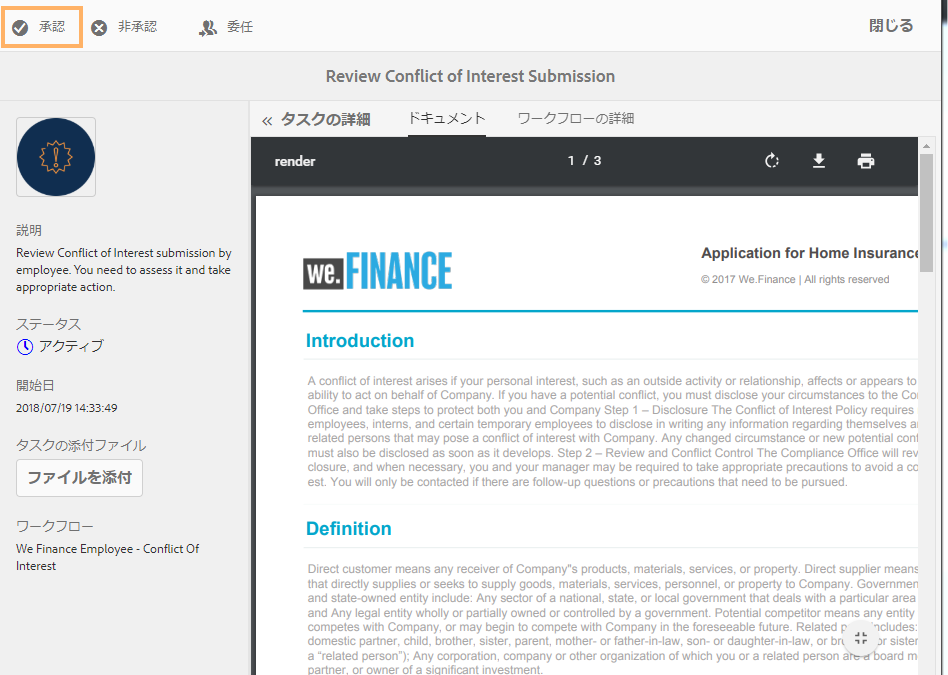 承認 非承認 委任 閉じる
Review Conflict of Interest Submission
« タスクの詳細 ドキュメント ワークフローの詳細
render 1 / 3
説明
Review Conflict of Interest submission by
employee. You need to assess it and take
appropriate action.
ステータス
アクティブ
開始日
2018/07/19 14:33:49
タスクの添付ファイル
ファイルを添付
ワークフロー
We Finance Employee - Conflict Of
Interest
we.FINANCE
Application for Home Insurance
© 2017 We.Finance | All rights reserved
Introduction
A conflict of interest arises if your personal interest, such as an outside activity or relationship, affects or appears to
ability to act on behalf of Company. If you have a potential conflict, you must disclose your circumstances to the Co
Office and take steps to protect both you and Company Step 1 – Disclosure The Conflict of Interest Policy requires
employees, interns, and certain temporary employees to disclose in writing any information regarding themselves a
related persons that may pose a conflict of interest with Company. Any changed circumstance or new potential conf
must also be disclosed as soon as it develops. Step 2 – Review and Conflict Control The Compliance Office will rev
closure, and when necessary, you and your manager may be required to take appropriate precautions to avoid a co
est. You will only be contacted if there are follow-up questions or precautions that need to be pursued.
Definition
Direct customer means any receiver of Company"s products, materials, services, or property. Direct supplier means
that directly supplies or seeks to supply goods, materials, services, personnel, or property to Company. Governmen
and state-owned entity include: Any sector of a national, state, or local government that deals with a particular area
and Any legal entity wholly or partially owned or controlled by a government. Potential competitor means any entity
competes with Company, or may begin to compete with Company in the foreseeable future. Related includes:
domestic partner, child, brother, sister, parent, mother- or father-in-law, son- or daughter-in-law, or or sister
a “related person”); Any corporation, company or other organization of which you or a related person are a board m
partner, or owner of a significant investment.